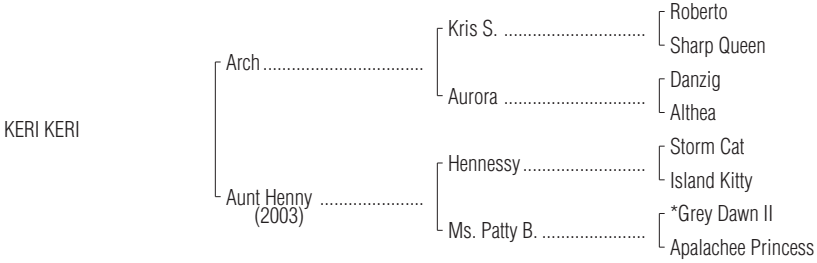 Roberto
Kris S. ..............................
Sharp Queen
Arch ..................................
Danzig
Aurora ..............................
Althea
KERI KERI
Storm Cat
Hennessy ..........................
Island Kitty
Aunt Henny ......................
(2003)
*Grey Dawn II
Ms. Patty B. ......................
Apalachee Princess